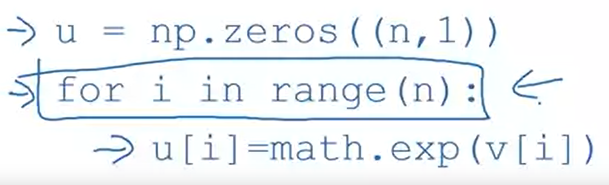 u = np.zeros((n,1))
for i in range(n):
u[i]=math.exp(v[i])